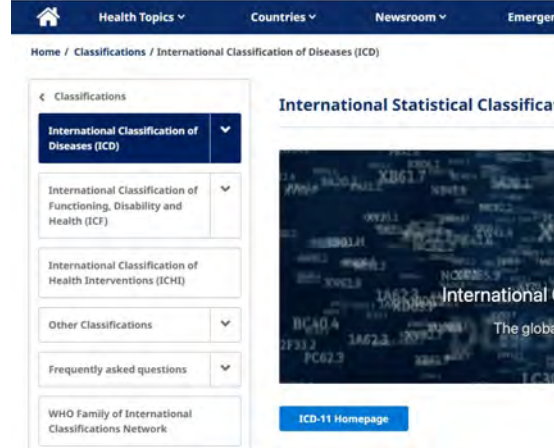 Health Topics
Countries
Newsroom
Home / Classifications / International Classification of Diseases (ICD)
Classifications
International Classification of
Diseases (ICD)
International Classification of
Functioning, Disability and
Health (ICF)
International Classification of
Health Interventions (ICHI)
Other Classifications
Frequently asked questions
WHO Family of International
Classifications Network
International Statistical
XB61.7
International
BC40.4
1A62.3
The
PC62.3
ICD-11 Homepage